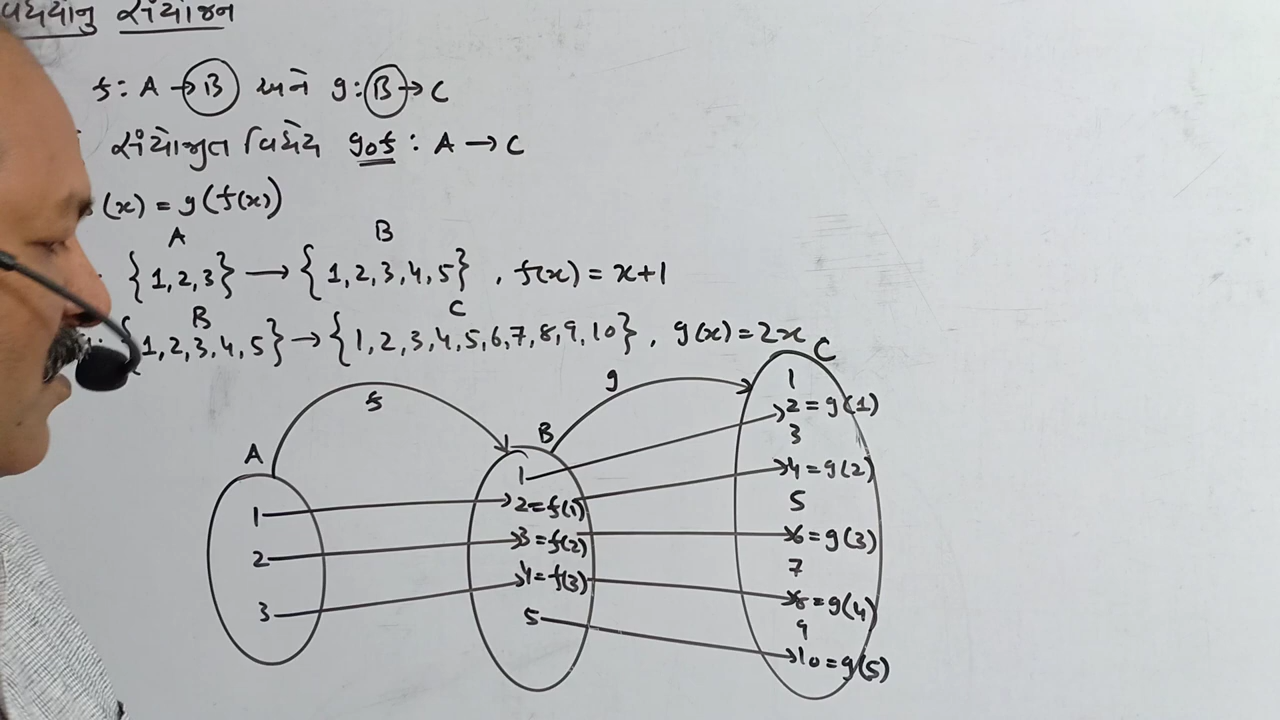 સંયોજન
f : A → B અને g : B → C
સંયોજીત વિધેય gof : A → C
(x) = g(f(x))
A B
{1, 2, 3} → {1, 2, 3, 4, 5} , f(x) = x+1
B C
{1, 2, 3, 4, 5} → {1, 2, 3, 4, 5, 6, 7, 8, 9, 10} , g(x) = 2x
f
g
A
1
2
3
B
1
2 = f(1)
3 = f(2)
4 = f(3)
5
C
1
2 = g(1)
3
4 = g(2)
5
6 = g(3)
7
8 = g(4)
9
10 = g(5)